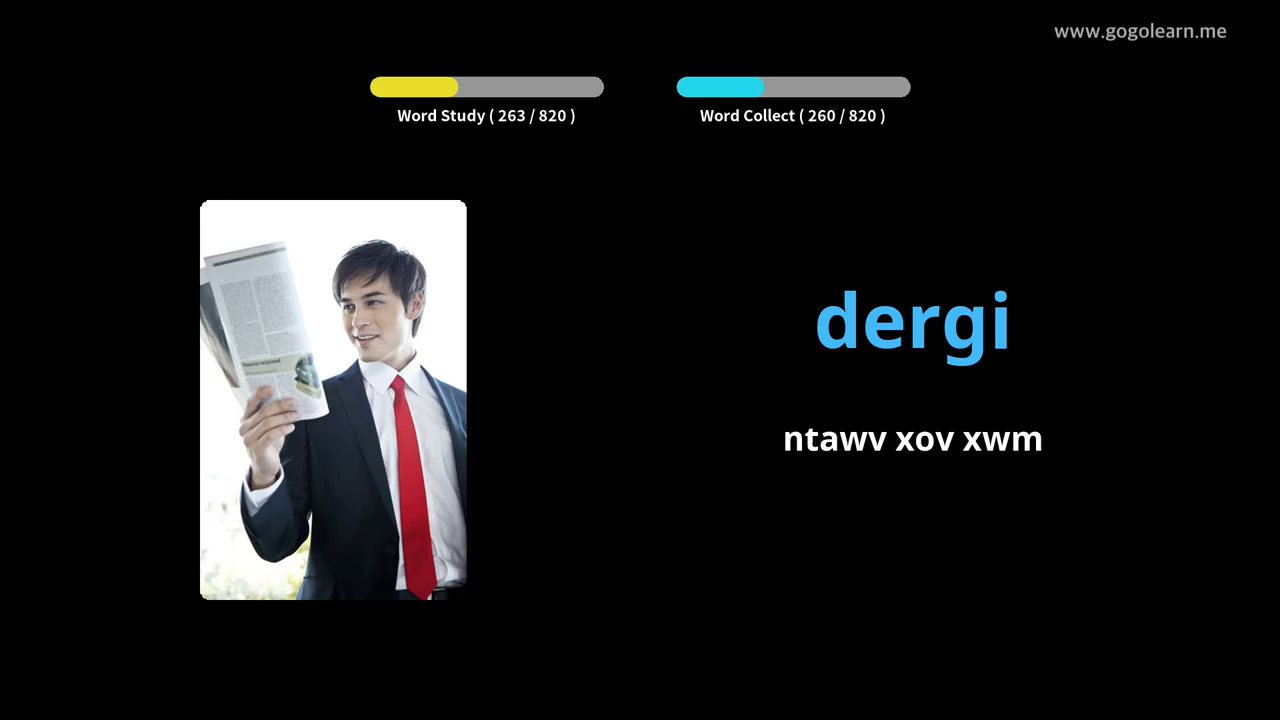 www.gogolearn.me
Word Study ( 263 / 820 )
Word Collect ( 260 / 820 )
dergi
ntawv xov xwm